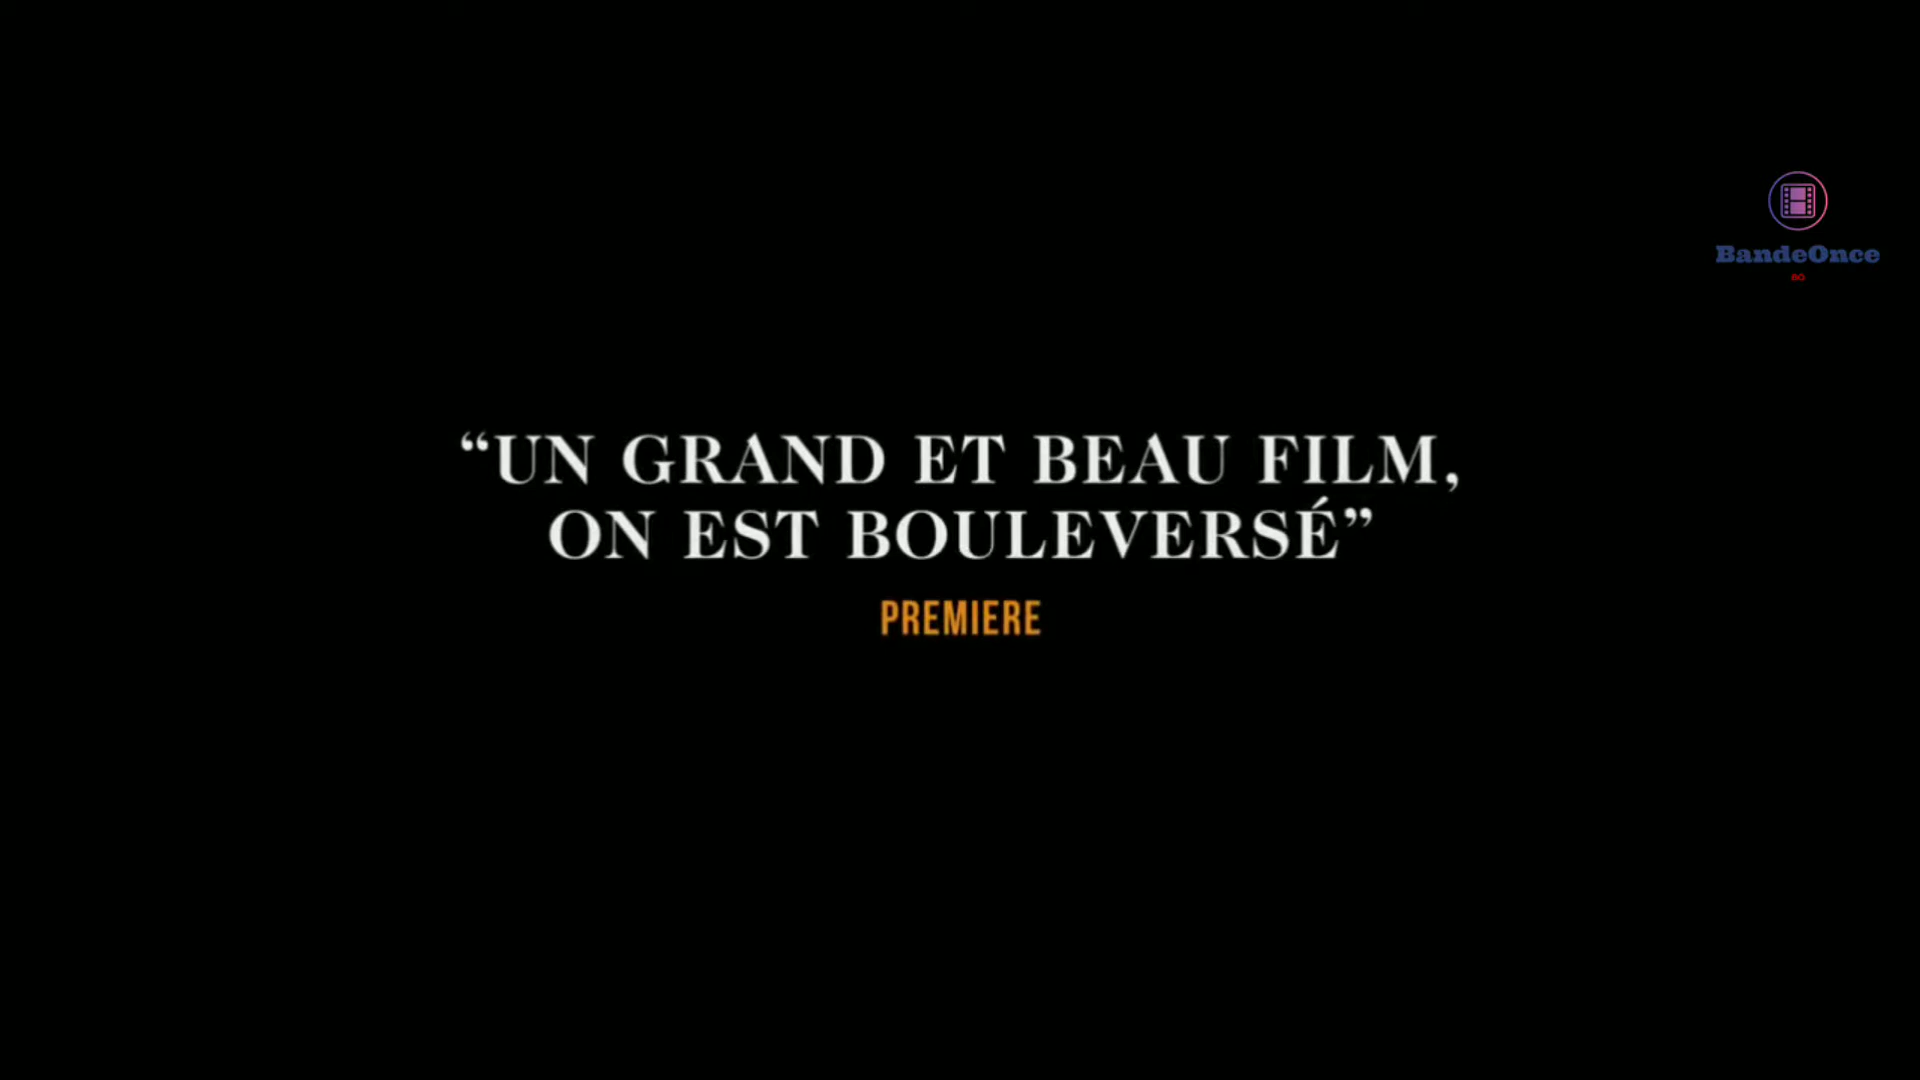 “UN GRAND ET BEAU FILM,
ON EST BOULEVERSÉ”
PREMIERE
BandeOnce